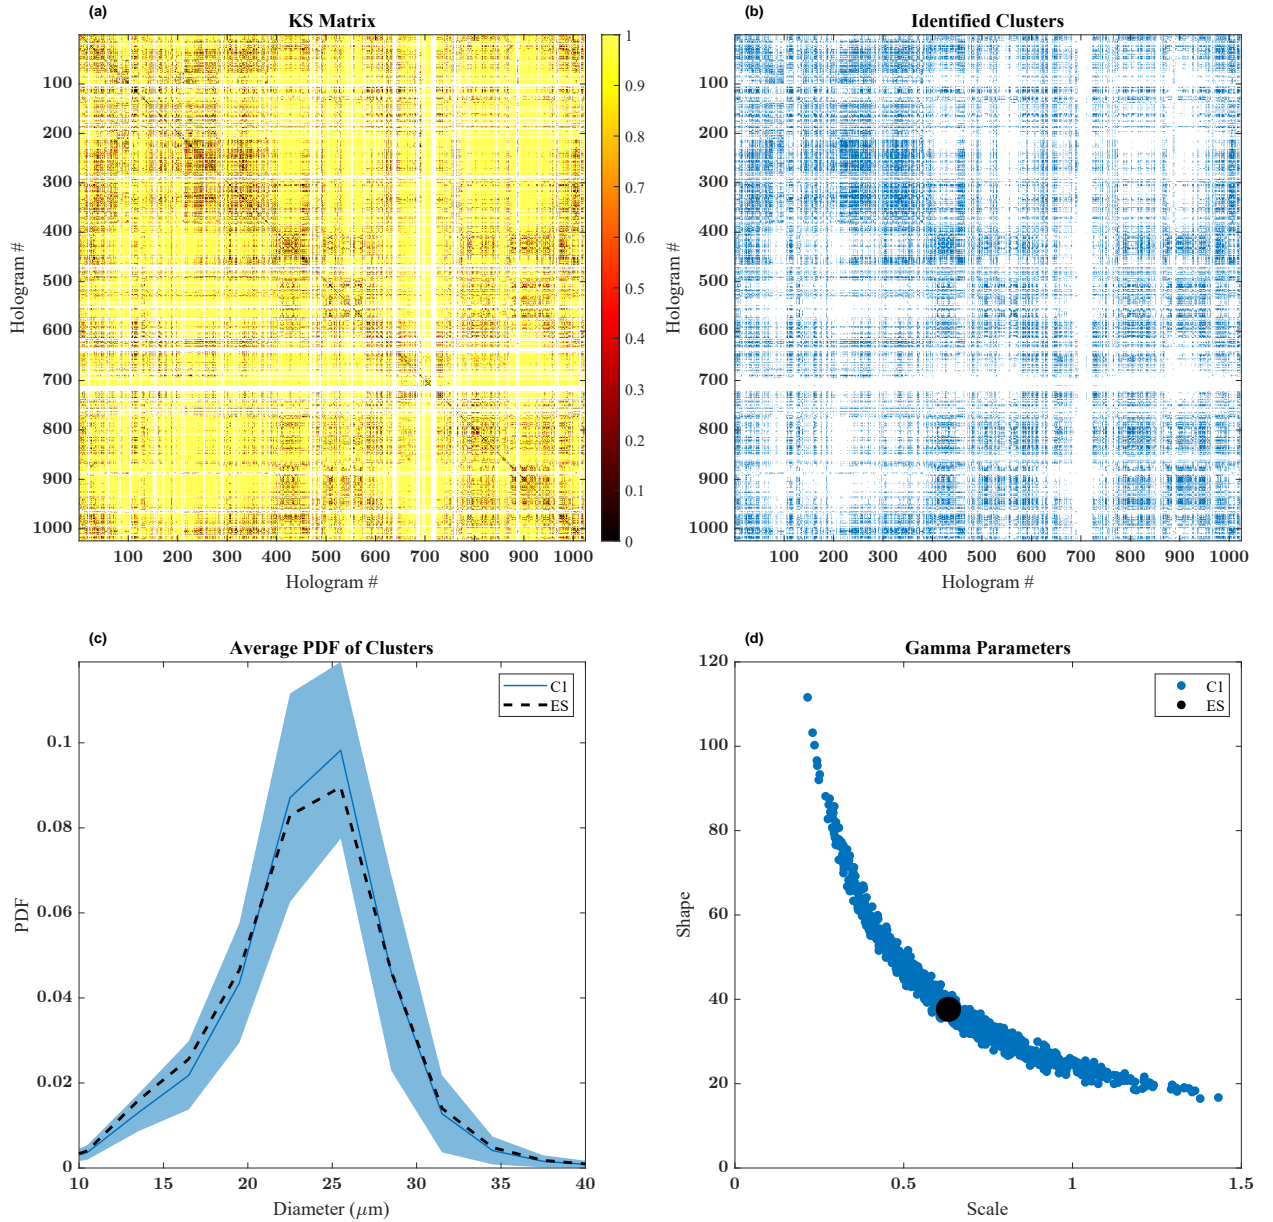 (a)
KS Matrix
100
200
300
400
500
600
700
800
900
1000
Hologram #
100 200 300 400 500 600 700 800 900 1000
Hologram #
1
0.9
0.8
0.7
0.6
0.5
0.4
0.3
0.2
0.1
0
(b)
Identified Clusters
100
200
300
400
500
600
700
800
900
1000
Hologram #
100 200 300 400 500 600 700 800 900 1000
Hologram #
(c)
Average PDF of Clusters
C1
ES
0.1
0.08
0.06
0.04
0.02
0
PDF
10 15 20 25 30 35 40
Diameter (μm)
(d)
Gamma Parameters
C1
ES
120
100
80
60
40
20
0
Shape
0 0.5 1 1.5
Scale